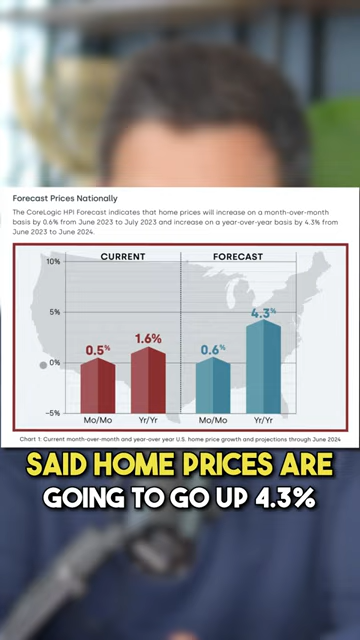 Forecast Prices Nationally
The CoreLogic HPI Forecast indicates that home prices will increase on a month-over-month
basis by 0.6% from June 2023 to July 2023 and increase on a year-over-year basis by 4.3% from
June 2023 to June 2024.
CURRENT FORECAST
10%
5%
0%
-5%
0.5%
1.6%
0.6%
4.3%
Mo/Mo Yr/Yr Mo/Mo Yr/Yr
Chart 1: Current month-over-month and year-over year U.S. home price growth and projections through June 2024
SAID HOME PRICES ARE
GOING TO GO UP 4.3%